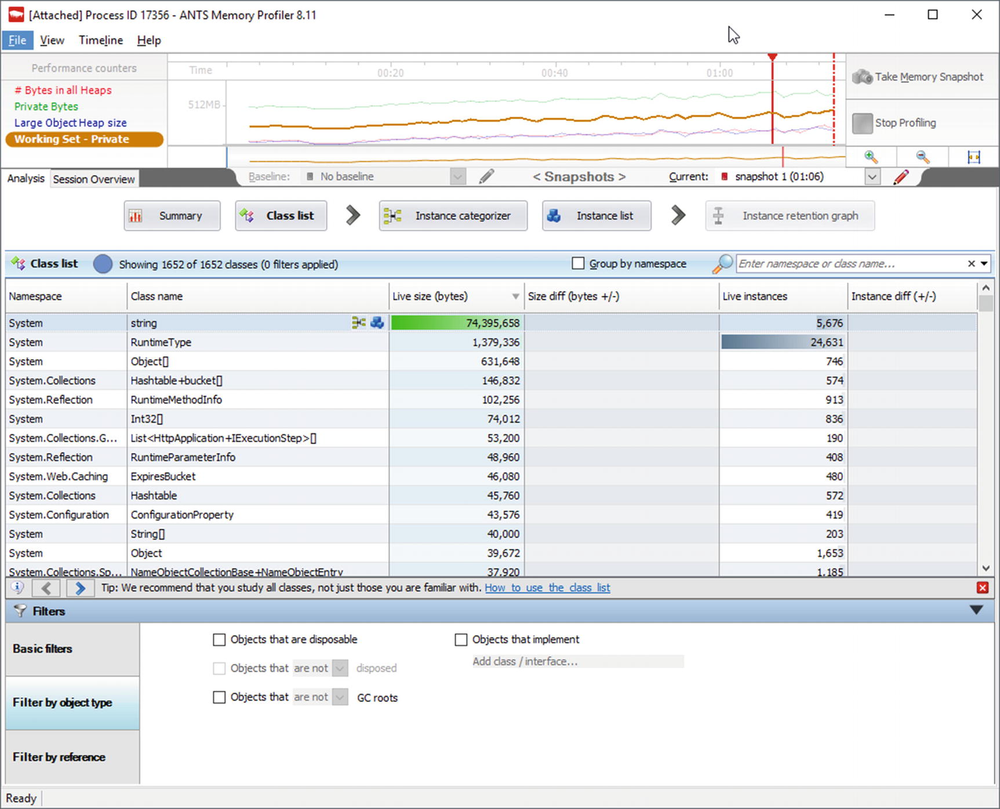 [Attached] Process ID 17356 - ANTS Memory Profiler 8.11
File View Timeline Help
Performance counters
# Bytes in all Heaps
Private Bytes
Large Object Heap size
Working Set - Private
Time 00:20 00:40 01:00
512MB
Take Memory Snapshot
Stop Profiling
Analysis Session Overview Baseline: No baseline < Snapshots > Current: snapshot 1 (01:06)
Summary Class list Instance categorizer Instance list Instance retention graph
Class list Showing 1652 of 1652 classes (0 filters applied) Group by namespace Enter namespace or class name...
Namespace Class name Live size (bytes) Size diff (bytes +/-) Live instances Instance diff (+/-)
System string 74,395,658 5,676
System RuntimeType 1,379,336 24,631
System Object[] 631,648 746
System.Collections Hashtable+bucket[] 146,832 574
System.Reflection RuntimeMethodInfo 102,256 913
System Int32[] 74,012 836
System.Collections.G... List<HttpApplication+IExecutionStep>[] 53,200 190
System.Reflection RuntimeParameterInfo 48,960 408
System.Web.Caching ExpiresBucket 46,080 480
System.Collections Hashtable 45,760 572
System.Configuration ConfigurationProperty 43,576 419
System String[] 40,000 203
System Object 39,672 1,653
System.Collections.Sp... NameObjectCollectionBase+NameObjectEntry 37,920 1,185
Tip: We recommend that you study all classes, not just those you are familiar with. How to use the class list
Filters
Basic filters
Filter by object type
Filter by reference
Objects that are disposable
Objects that are not disposed
Objects that are not GC roots
Objects that implement
Add class / interface...
Ready